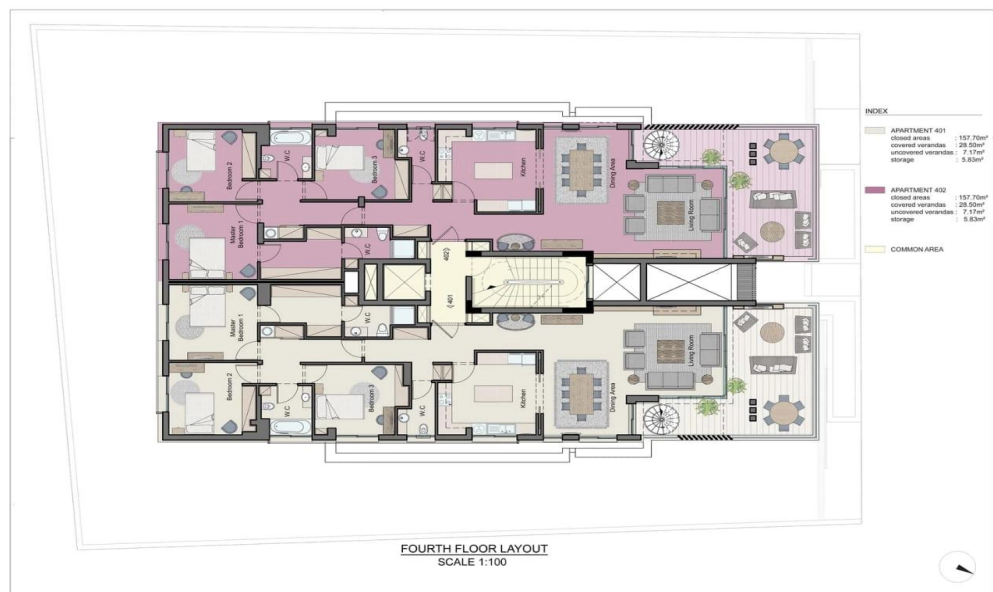 INDEX
APARTMENT 401
closed areas : 157.70m²
covered verandas : 28.50m²
uncovered verandas : 7.17m²
storage : 5.83m²
APARTMENT 402
closed areas : 157.70m²
covered verandas : 28.50m²
uncovered verandas : 7.17m²
storage : 5.83m²
COMMON AREA
Bedroom 2
W.C
Bedroom 3
W.C
Kitchen
Dining Area
Living Room
Master
Bedroom 1
W.C
402
401
Master
Bedroom 1
W.C
Living Room
Bedroom 2
W.C
Bedroom 3
W.C
Kitchen
Dining Area
FOURTH FLOOR LAYOUT
SCALE 1:100